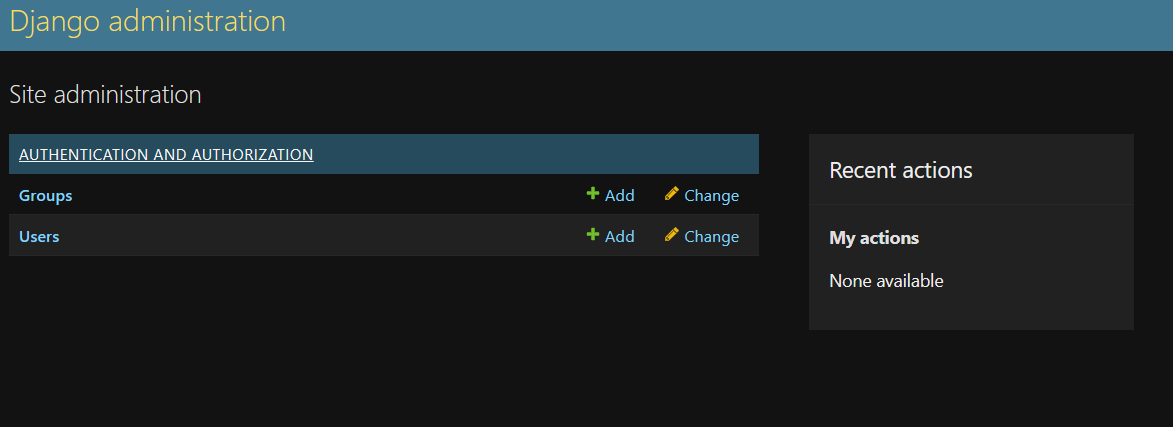 Django administration
Site administration
AUTHENTICATION AND AUTHORIZATION
Groups Add Change
Users Add Change
Recent actions
My actions
None available